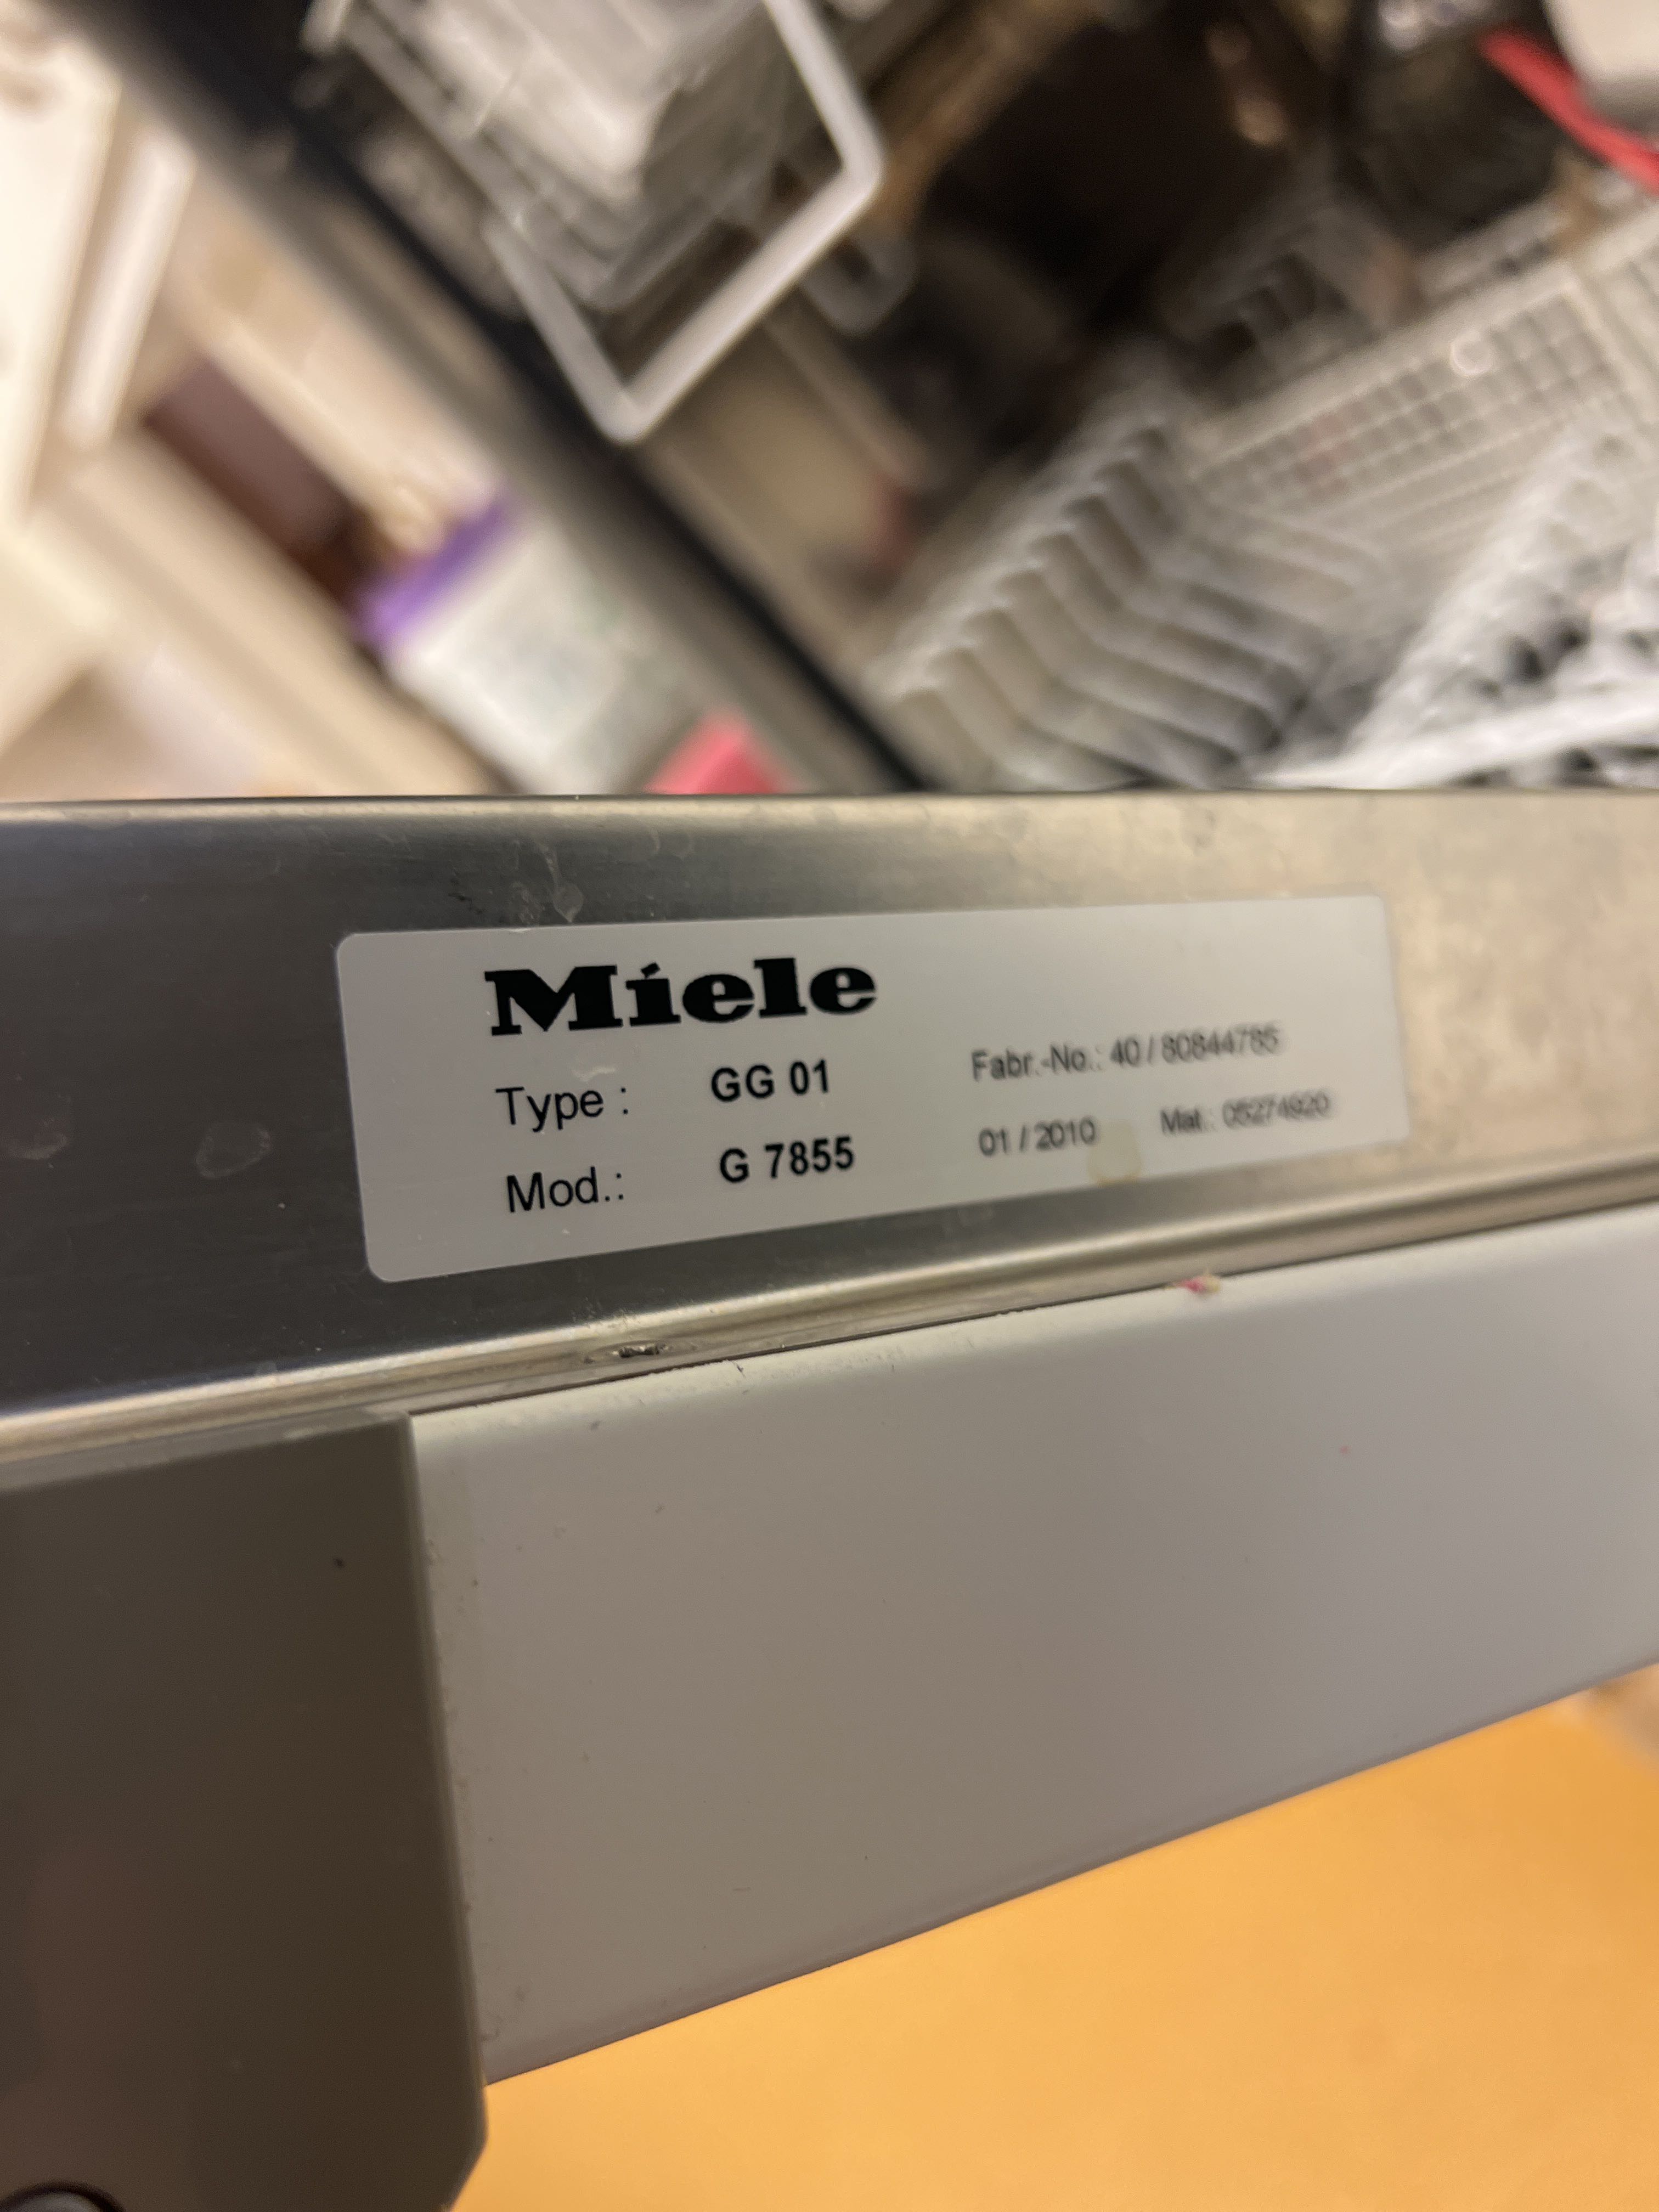 Miele
Type : GG 01 Fabr.-No.: 40 / 80844785
Mod.: G 7855 01 / 2010 Mat.: 05274920